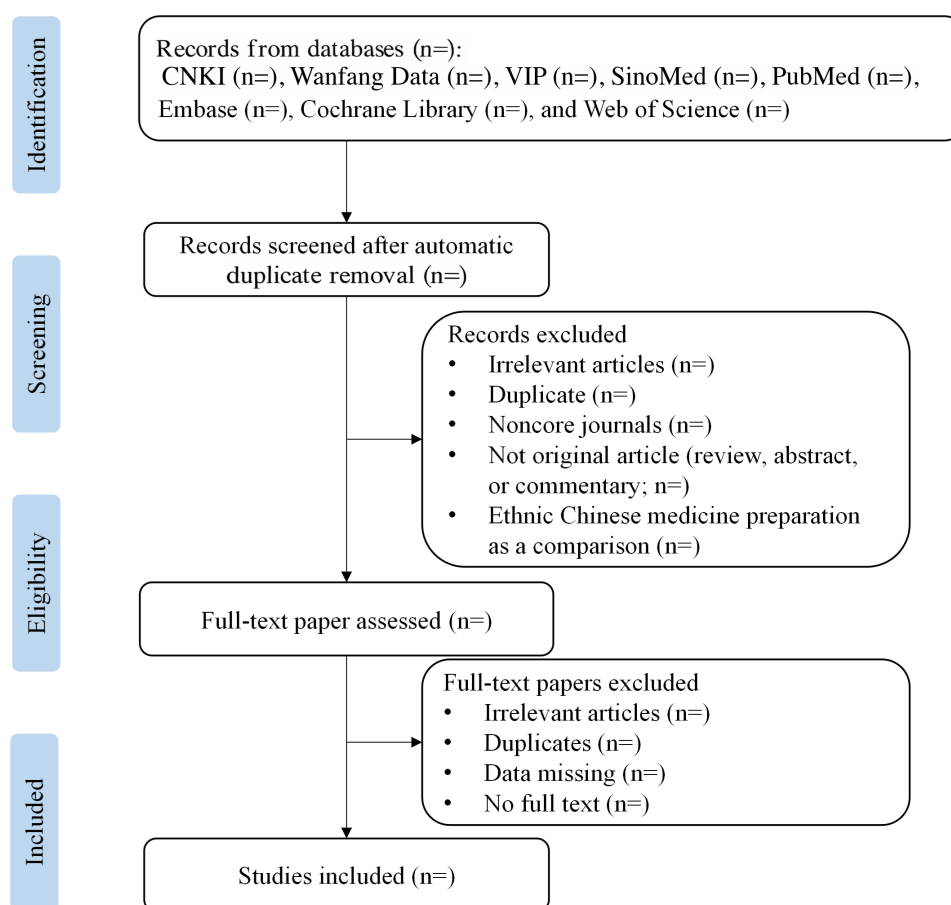 Identification
Records from databases (n=):
CNKI (n=), Wanfang Data (n=), VIP (n=), SinoMed (n=), PubMed (n=),
Embase (n=), Cochrane Library (n=), and Web of Science (n=)
Screening
Records screened after automatic
duplicate removal (n=)
Records excluded
• Irrelevant articles (n=)
• Duplicate (n=)
• Noncore journals (n=)
• Not original article (review, abstract,
or commentary; n=)
• Ethnic Chinese medicine preparation
as a comparison (n=)
Eligibility
Full-text paper assessed (n=)
Full-text papers excluded
• Irrelevant articles (n=)
• Duplicates (n=)
• Data missing (n=)
• No full text (n=)
Included
Studies included (n=)